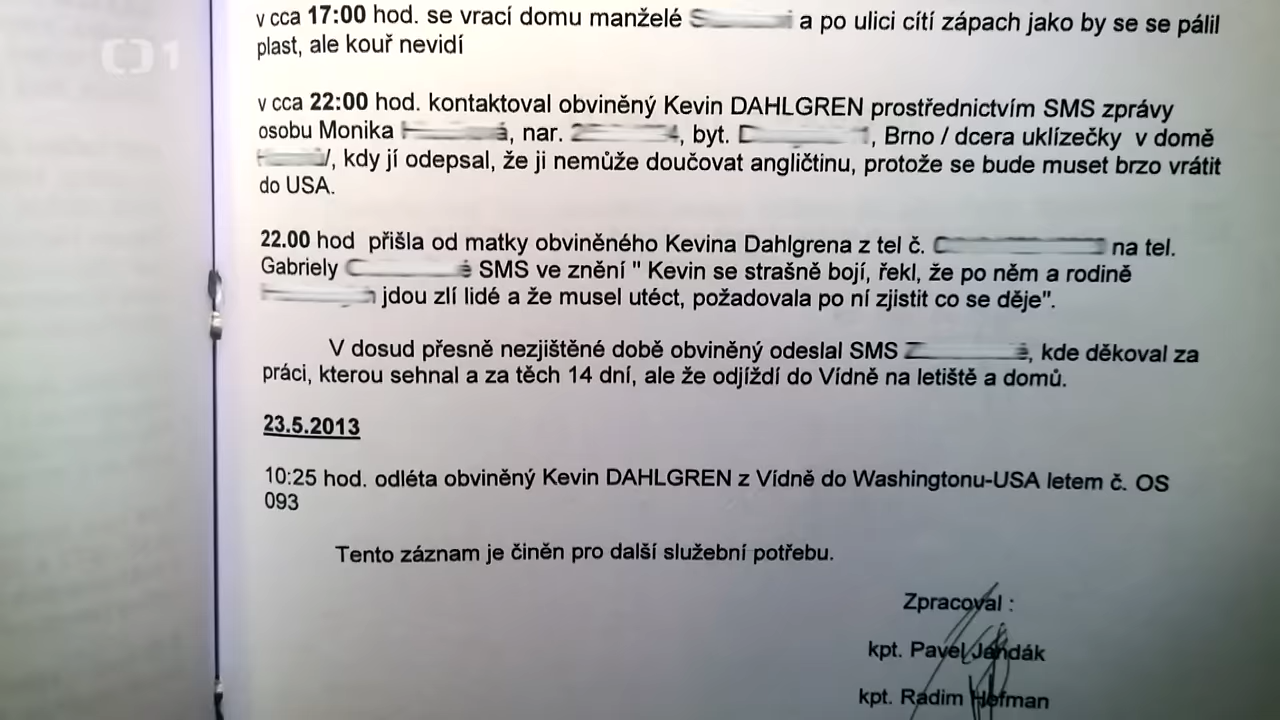 1
v cca 17:00 hod. se vrací domu manželé a po ulici cítí zápach jako by se se pálil
plast, ale kouř nevidí
v cca 22:00 hod. kontaktoval obviněný Kevin DAHLGREN prostřednictvím SMS zprávy
osobu Monika , nar. , byt. , Brno / dcera uklízečky v domě
/, kdy jí odepsal, že ji nemůže doučovat angličtinu, protože se bude muset brzo vrátit
do USA.
22.00 hod přišla od matky obviněného Kevina Dahlgrena z tel č. na tel.
Gabriely SMS ve znění " Kevin se strašně bojí, řekl, že po něm a rodině
jdou zlí lidé a že musel utéct, požadovala po ní zjistit co se děje".
V dosud přesně nezjištěné době obviněný odeslal SMS , kde děkoval za
práci, kterou sehnal a za těch 14 dní, ale že odjíždí do Vídně na letiště a domů.
23.5.2013
10:25 hod. odléta obviněný Kevin DAHLGREN z Vídně do Washingtonu-USA letem č. OS
093
Tento záznam je činěn pro další služební potřebu.
Zpracoval :
kpt. Pavel Jandák
kpt. Radim Hofman